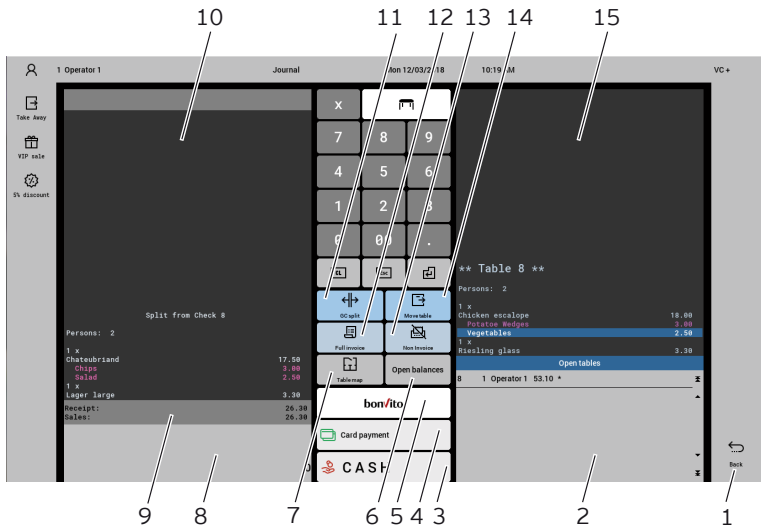 10
11
12
13
14
15
1 Operator 1
Journal
Mon 12/03/2018
10:19 AM
VC +
Take Away
VIP sale
5% discount
X
7 8 9
4 5 6
1 2 3
0 00 .
CL
Split from Check 8
Persons: 2
1 x
Chateubriand 17.50
Chips 3.00
Salad 2.50
1 x
Lager large 3.30
Receipt: 26.30
Sales: 26.30
GC split
Move table
Full invoice
Non Invoice
Table map
Open balances
bonVito
Card payment
CASH
** Table 8 **
Persons: 2
1 x
Chicken escalope 18.00
Potatoe Wedges 3.00
Vegetables 2.50
1 x
Riesling glass 3.30
Open tables
8 1 Operator 1 53.10 *
Back
9
8
7
6
5
4
3
2
1